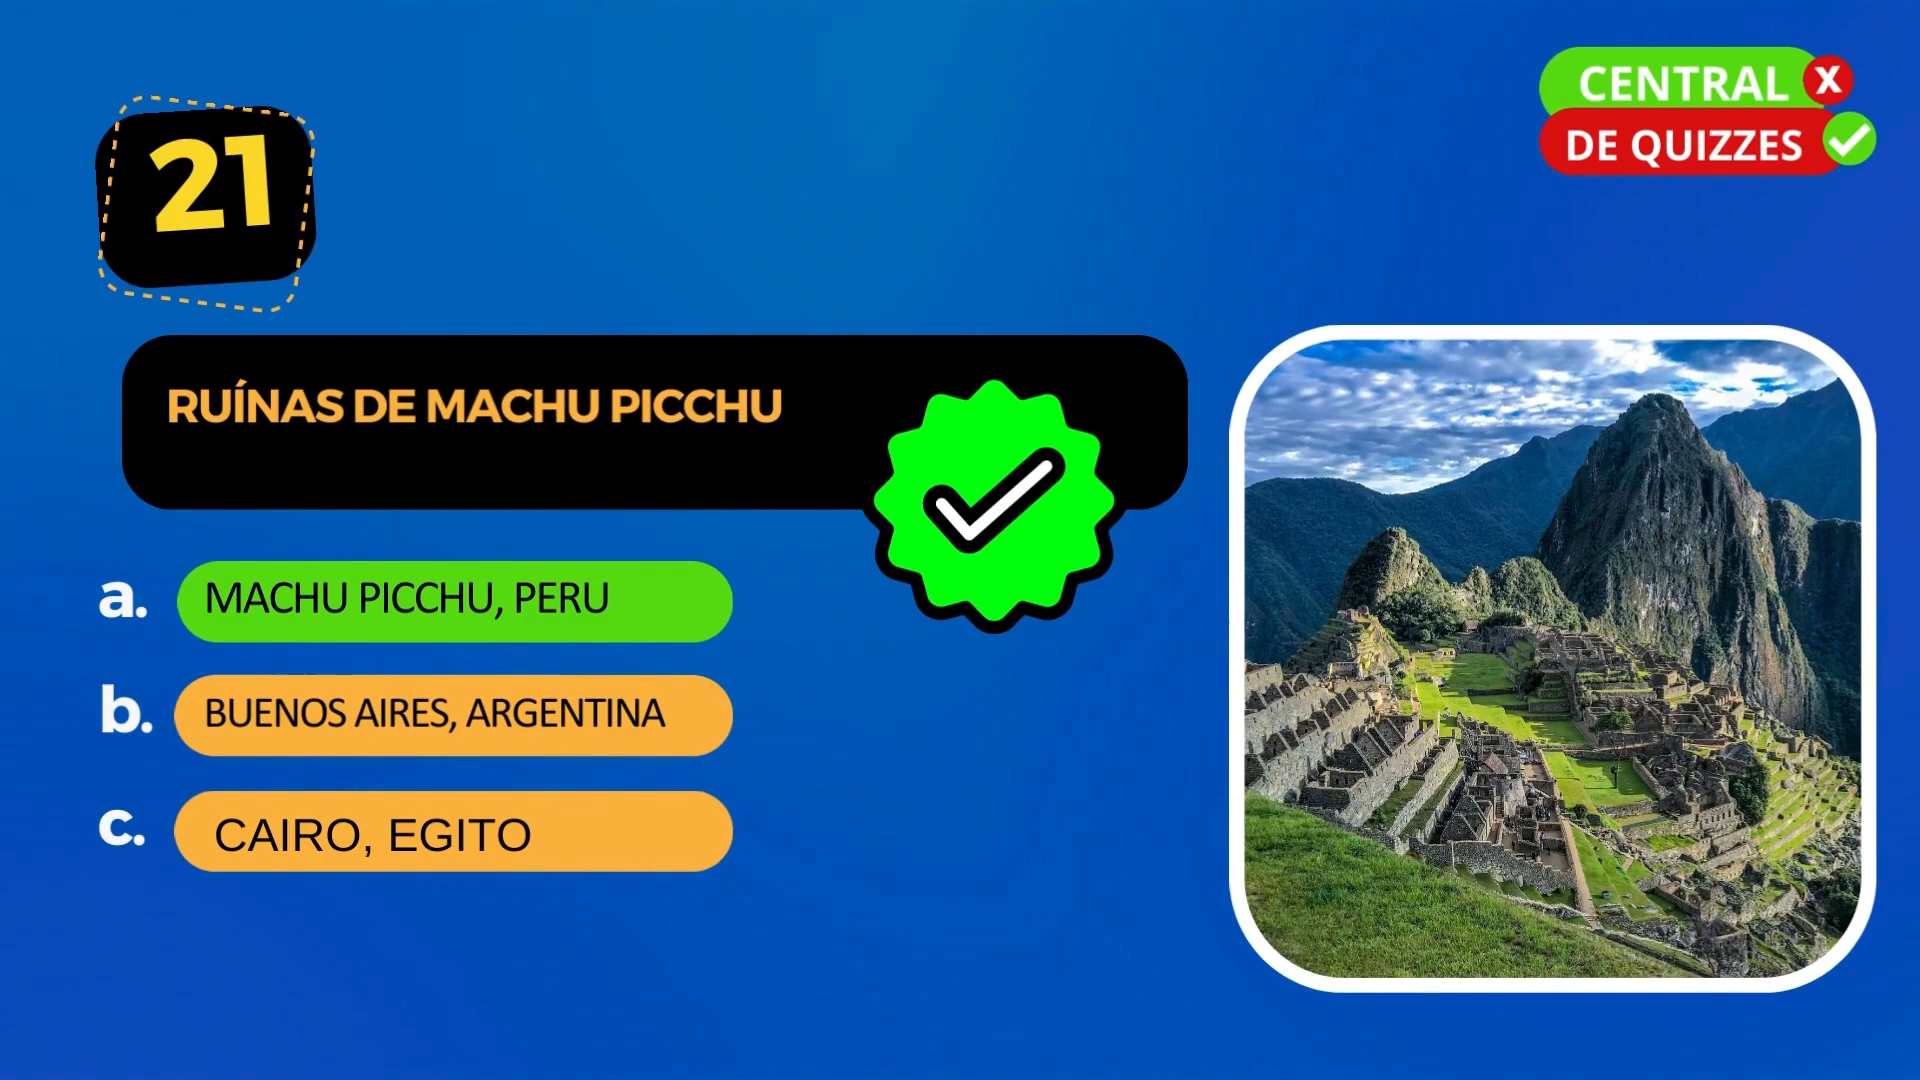 CENTRAL X
DE QUIZZES
21
RUÍNAS DE MACHU PICCHU
a. MACHU PICCHU, PERU
b. BUENOS AIRES, ARGENTINA
c. CAIRO, EGITO